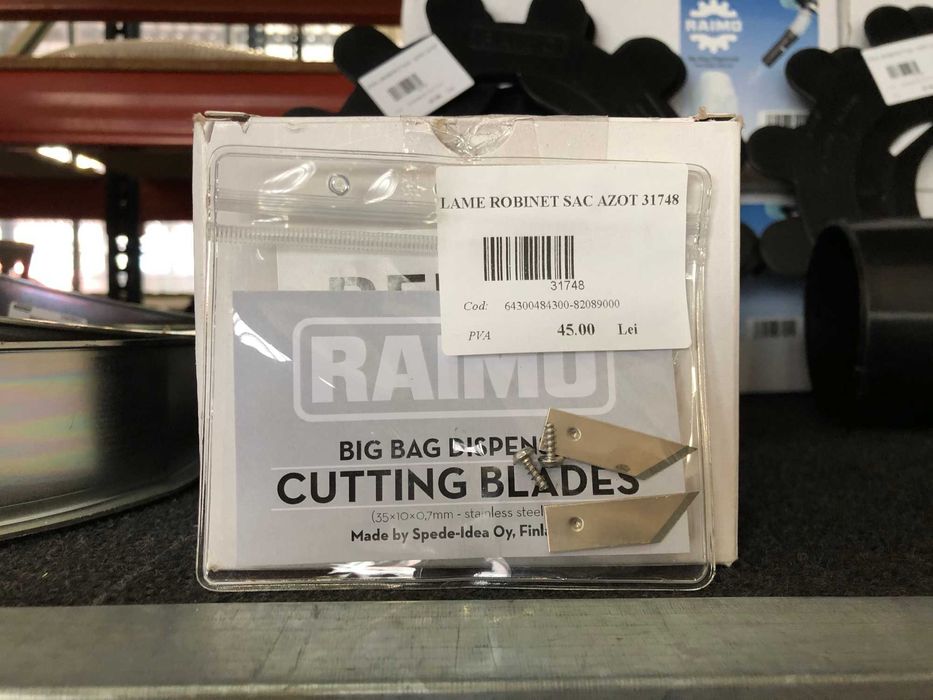 RAIMO
LAME ROBINET SAC AZOT 31748
31748
Cod: 64300484300-82089000
PVA 45.00 Lei
RAIMO
BIG BAG DISPENS
CUTTING BLADES
(35×10×0,7mm - stainless steel
Made by Spede-Idea Oy, Finla